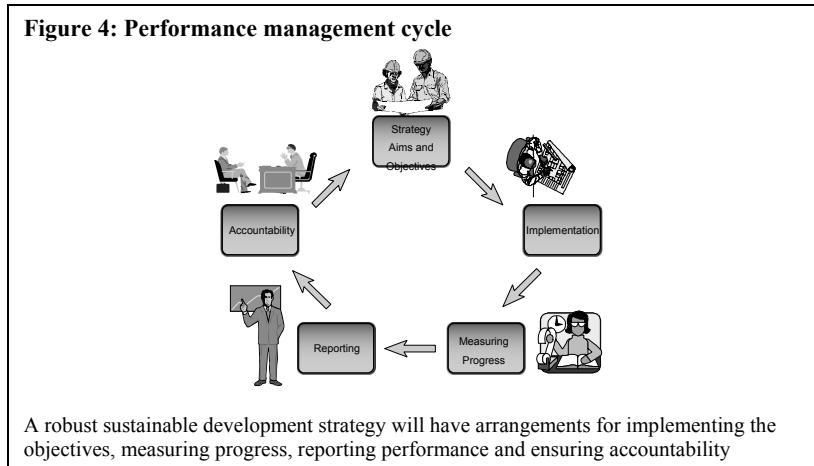 Figure 4: Performance management cycle
Strategy
Aims and
Objectives
Accountability
Implementation
Reporting
Measuring
Progress
A robust sustainable development strategy will have arrangements for implementing the
objectives, measuring progress, reporting performance and ensuring accountability